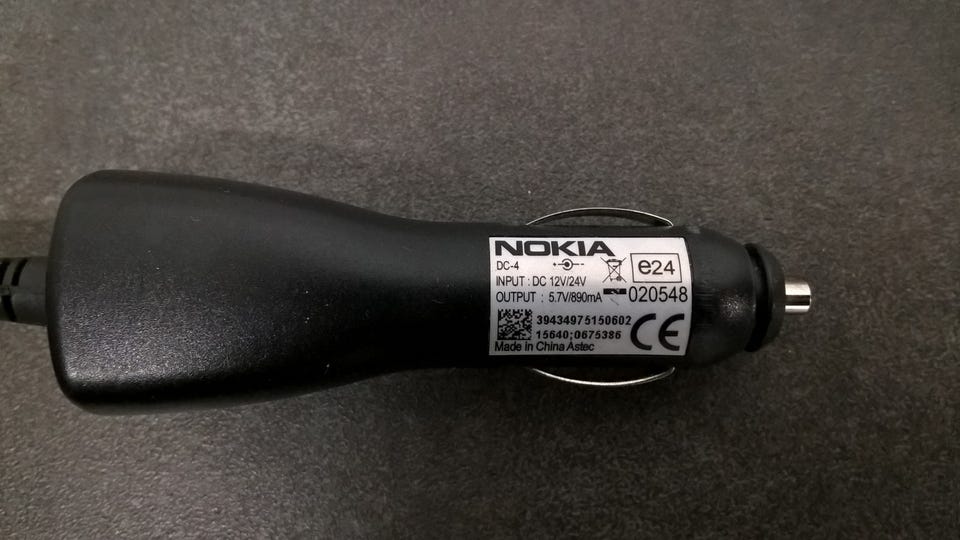 NOKIA
DC-4
e24
INPUT : DC 12V/24V
OUTPUT : 5.7V/890mA
020548
39434975150602
15640;0675386
CE
Made in China Astec